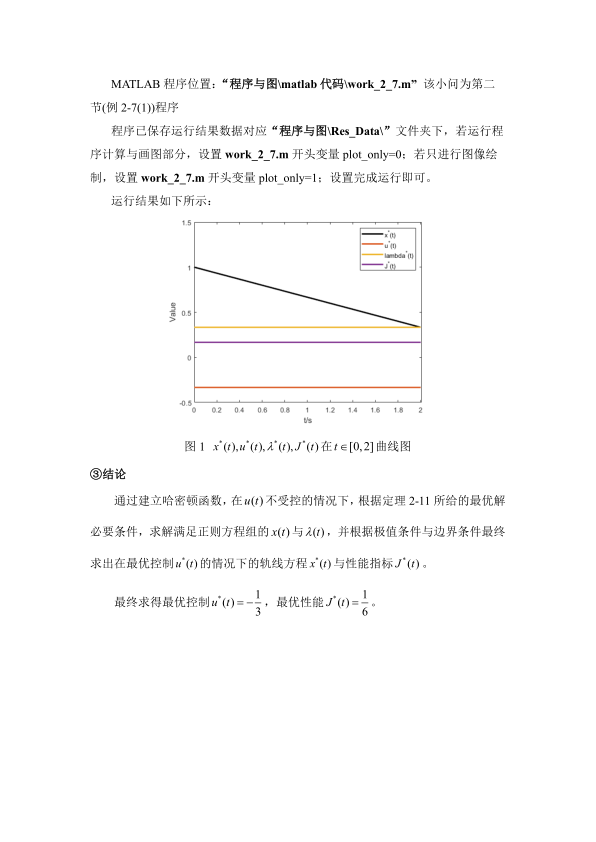 MATLAB 程序位置：“程序与图\matlab 代码\work_2_7.m” 该小问为第二
节(例 2-7(1))程序
程序已保存运行结果数据对应“程序与图\Res_Data\”文件夹下，若运行程
序计算与画图部分，设置 work_2_7.m 开头变量 plot_only=0；若只进行图像绘
制，设置 work_2_7.m 开头变量 plot_only=1；设置完成运行即可。
运行结果如下所示：
1.5
1
0.5
0
-0.5
Value
x*(t)
u*(t)
lambda*(t)
J*(t)
0 0.2 0.4 0.6 0.8 1 1.2 1.4 1.6 1.8 2
t/s
图 1 x*(t),u*(t),λ*(t),J*(t)在t∈[0,2]曲线图
③结论
通过建立哈密顿函数，在u(t)不受控的情况下，根据定理 2-11 所给的最优解
必要条件，求解满足正则方程组的x(t)与λ(t)，并根据极值条件与边界条件最终
求出在最优控制u*(t)的情况下的轨线方程x*(t)与性能指标J*(t)。
最终求得最优控制u*(t)=-1/3，最优性能J*(t)=1/6。